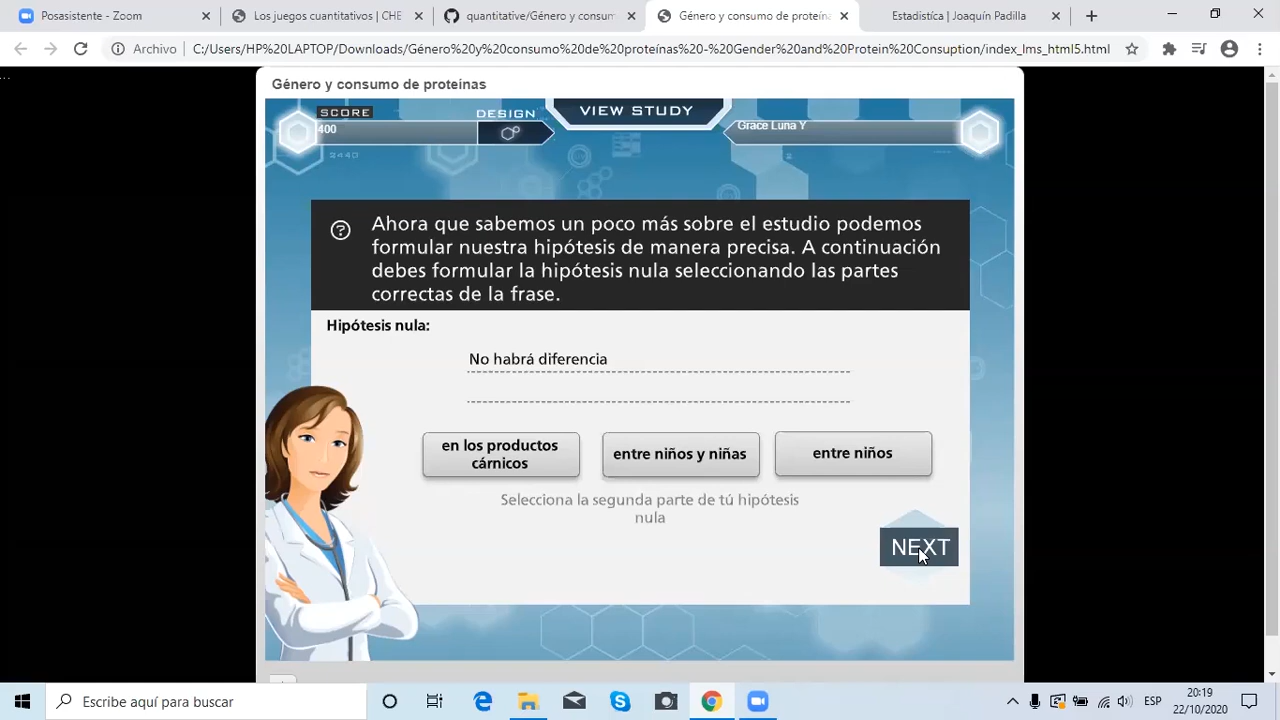 Posasistente - Zoom
Los juegos cuantitativos | CHE
quantitative/Género y consum
Género y consumo de proteína
Estadistíca | Joaquín Padilla
Archivo
C:/Users/HP%20LAPTOP/Downloads/Género%20y%20consumo%20de%20proteínas%20-%20Gender%20and%20Protein%20Consuption/index_lms_html5.html
...
Género y consumo de proteínas
SCORE
400
DESIGN
VIEW STUDY
Grace Luna Y
2440
2
Ahora que sabemos un poco más sobre el estudio podemos
formular nuestra hipótesis de manera precisa. A continuación
debes formular la hipótesis nula seleccionando las partes
correctas de la frase.
Hipótesis nula:
No habrá diferencia
en los productos
cárnicos
entre niños y niñas
entre niños
Selecciona la segunda parte de tú hipótesis
nula
NEXT
Escribe aquí para buscar
ESP
20:19
22/10/2020